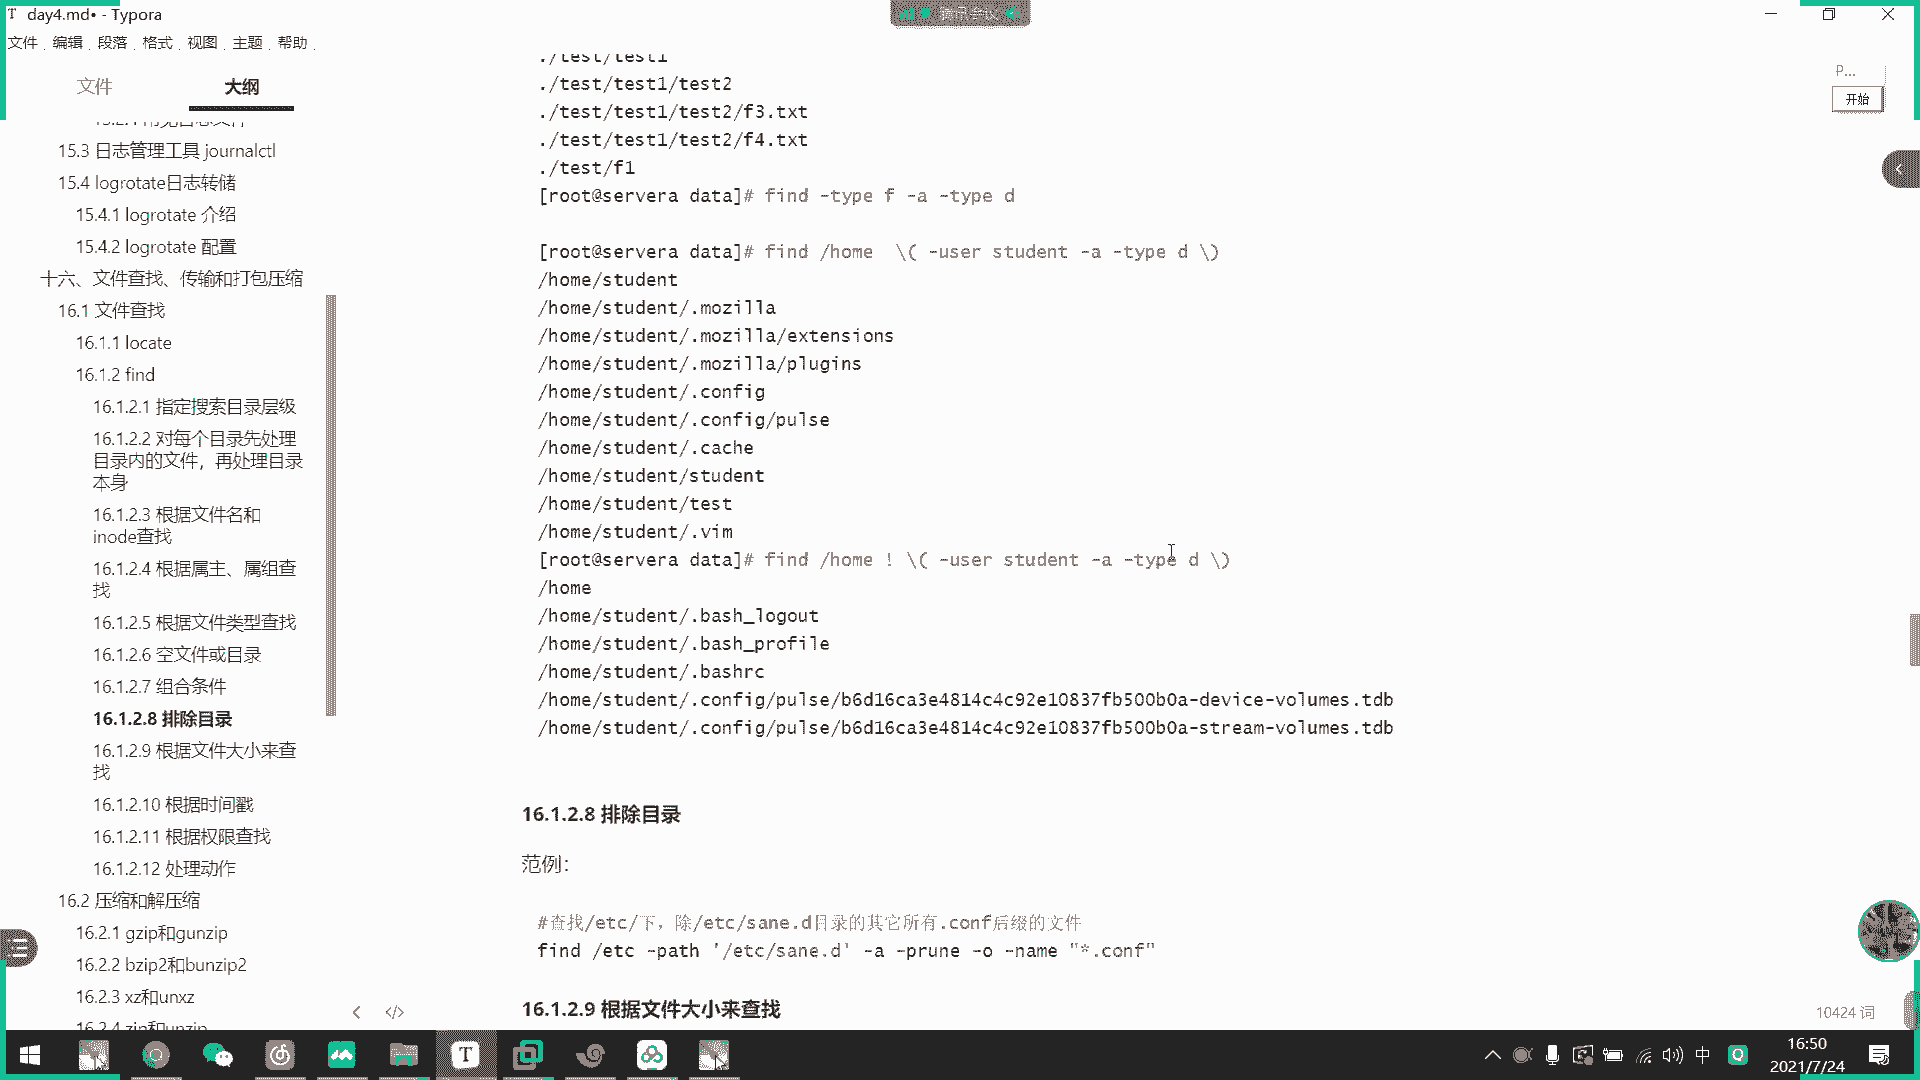 day4.md• - Typora
腾讯会议
文件 编辑 段落 格式 视图 主题 帮助
文件 大纲
15.3 日志管理工具 journalctl
15.4 logrotate日志转储
15.4.1 logrotate 介绍
15.4.2 logrotate 配置
十六、文件查找、传输和打包压缩
16.1 文件查找
16.1.1 locate
16.1.2 find
16.1.2.1 指定搜索目录层级
16.1.2.2 对每个目录先处理
目录内的文件，再处理目录
本身
16.1.2.3 根据文件名和
inode查找
16.1.2.4 根据属主、属组查
找
16.1.2.5 根据文件类型查找
16.1.2.6 空文件或目录
16.1.2.7 组合条件
16.1.2.8 排除目录
16.1.2.9 根据文件大小来查
找
16.1.2.10 根据时间戳
16.1.2.11 根据权限查找
16.1.2.12 处理动作
16.2 压缩和解压缩
16.2.1 gzip和gunzip
16.2.2 bzip2和bunzip2
16.2.3 xz和unxz
16.2.4 zip和unzip
./test/test1
./test/test1/test2
./test/test1/test2/f3.txt
./test/test1/test2/f4.txt
./test/f1
[root@servera data]# find -type f -a -type d
[root@servera data]# find /home  \( -user student -a -type d \)
/home/student
/home/student/.mozilla
/home/student/.mozilla/extensions
/home/student/.mozilla/plugins
/home/student/.config
/home/student/.config/pulse
/home/student/.cache
/home/student/student
/home/student/test
/home/student/.vim
[root@servera data]# find /home ! \( -user student -a -type d \)
/home
/home/student/.bash_logout
/home/student/.bash_profile
/home/student/.bashrc
/home/student/.config/pulse/b6d16ca3e4814c4c92e10837fb500b0a-device-volumes.tdb
/home/student/.config/pulse/b6d16ca3e4814c4c92e10837fb500b0a-stream-volumes.tdb
16.1.2.8 排除目录
范例：
#查找/etc/下，除/etc/sane.d目录的其它所有.conf后缀的文件
find /etc -path '/etc/sane.d' -a -prune -o -name "*.conf"
16.1.2.9 根据文件大小来查找
P...
开始
10424 词
中
16:50
2021/7/24